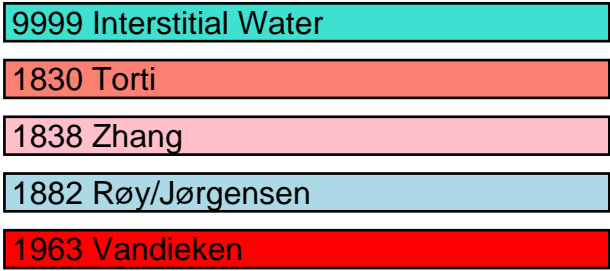 9999 Interstitial Water
1830 Torti
1838 Zhang
1882 Røy/Jørgensen
1963 Vandieken